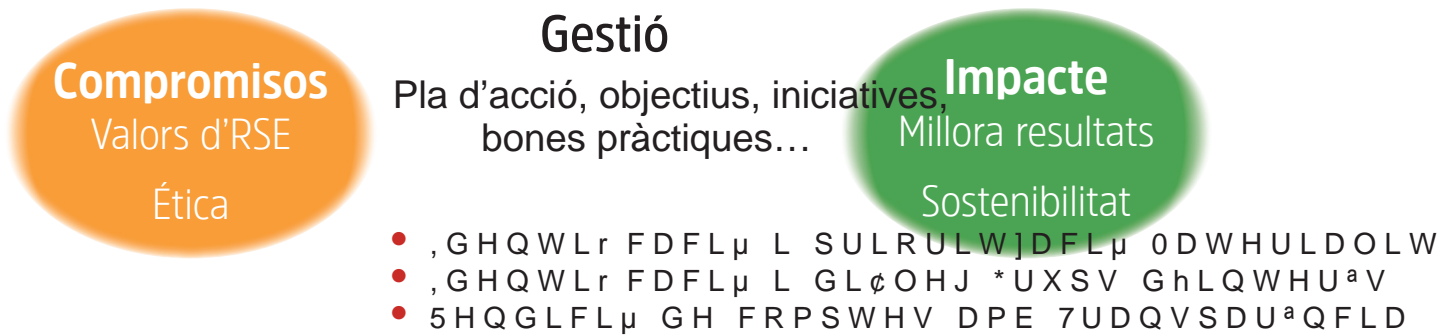 Compromisos
Valors d'RSE
Ética
Gestió
Pla d’acció, objectius, iniciatives,
bones pràctiques…
Impacte
Millora resultats
Sostenibilitat
• ,GHQWLr FDFLµ L SULRULW]DFLµ 0DWHULDOLW
• ,GHQWLr FDFLµ L GL¢OHJ *UXSV GhLQWHUªV
• 5HQGLFLµ GH FRPSWHV DPE 7UDQVSDUªQFLD